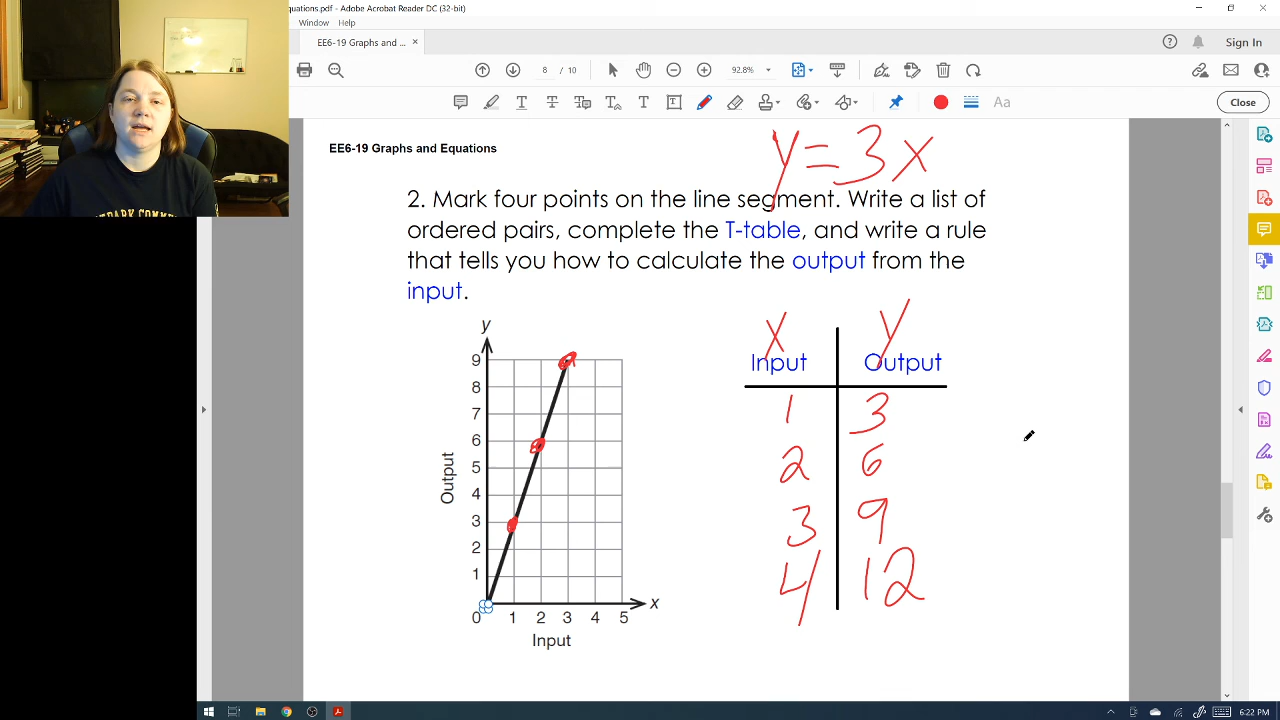 quations.pdf - Adobe Acrobat Reader DC (32-bit)
Window Help
EE6-19 Graphs and ... ×
Sign In
8 / 10
92.8%
Aa
Close
EE6-19 Graphs and Equations
y = 3x
2. Mark four points on the line segment. Write a list of
ordered pairs, complete the T-table, and write a rule
that tells you how to calculate the output from the
input.
y
9
8
7
6
5
4
3
2
1
0 1 2 3 4 5
x
Output
Input
x y
Input Output
1 3
2 6
3 9
4 12
6:22 PM